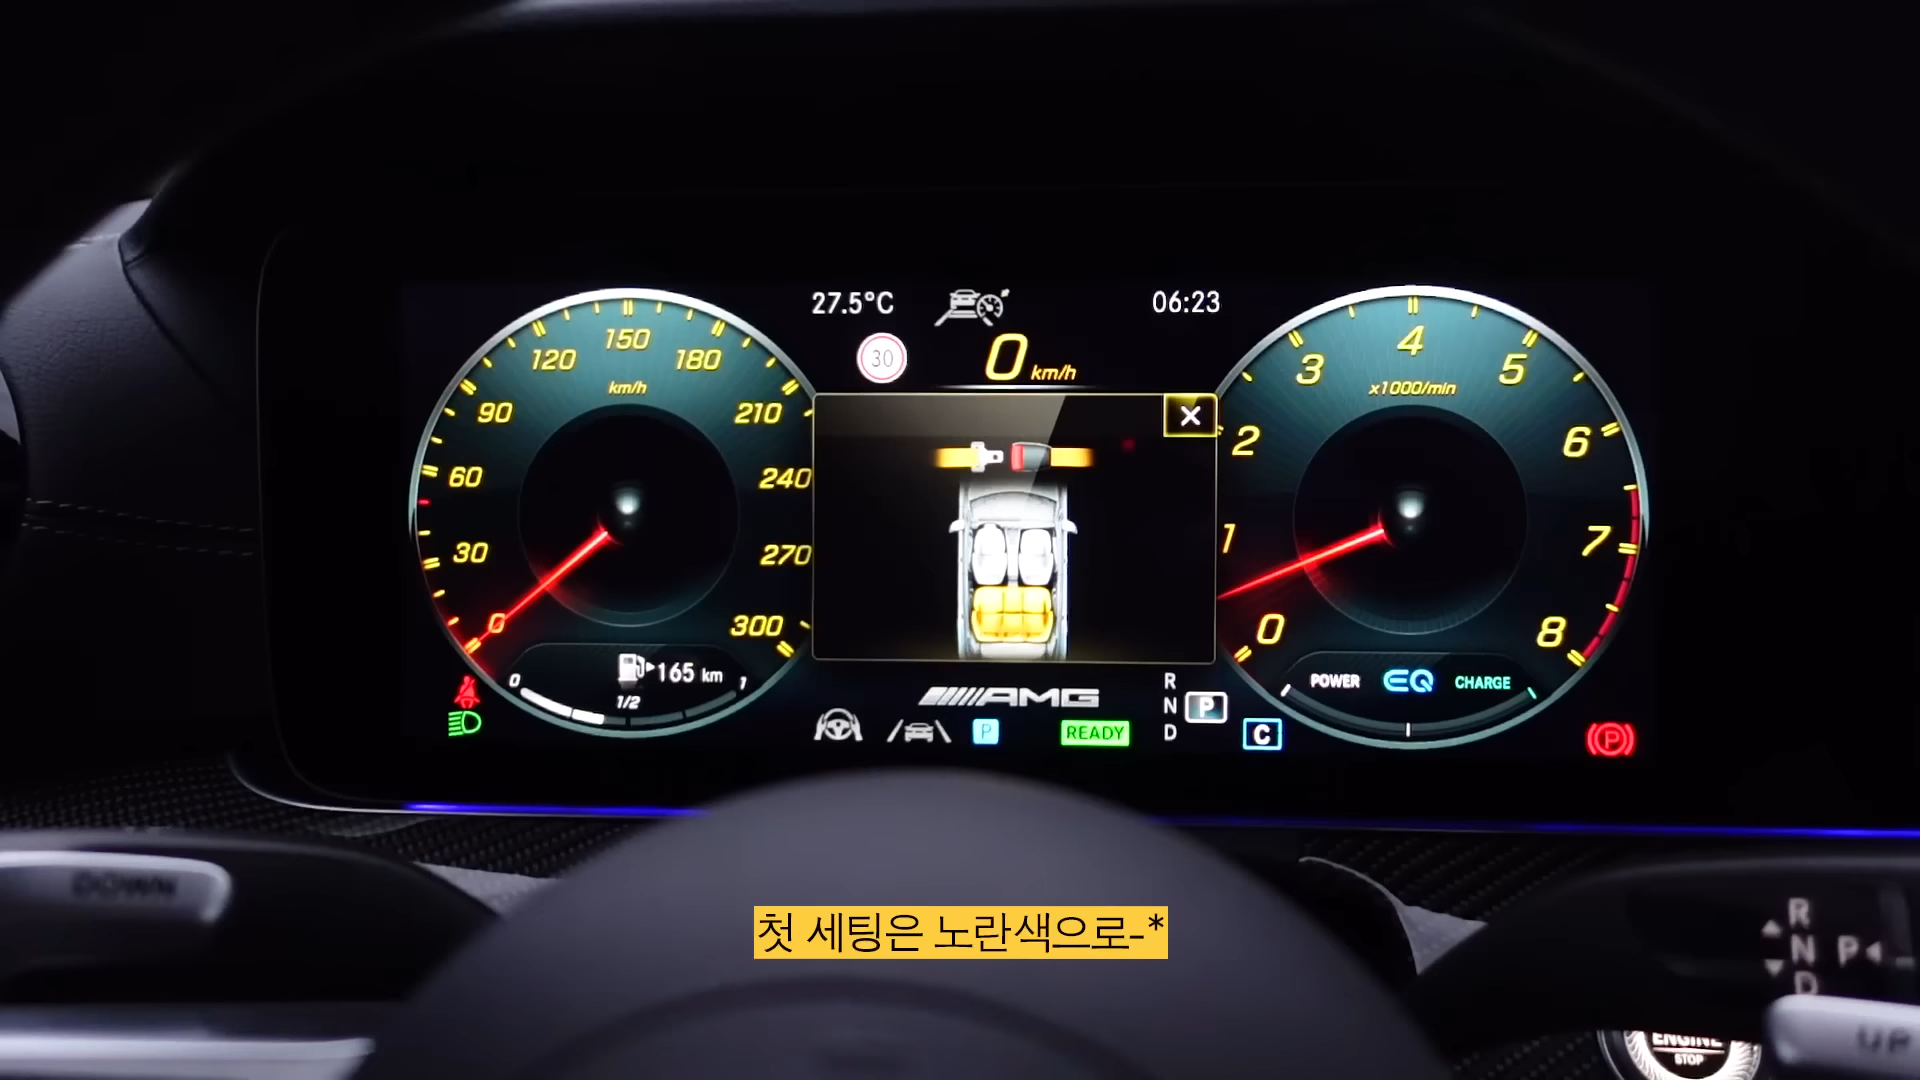 27.5°C
06:23
30
0 km/h
150
120
180
km/h
90
210
60
240
30
270
0
300
165 km
0
1/2
1
4
3
5
x1000/min
2
6
1
7
0
8
POWER
EQ
CHARGE
AMG
R
N
D
P
P
READY
C
P
DOWN
첫 세팅은 노란색으로-*
R
N
P
D
UP
ENGINE
STOP